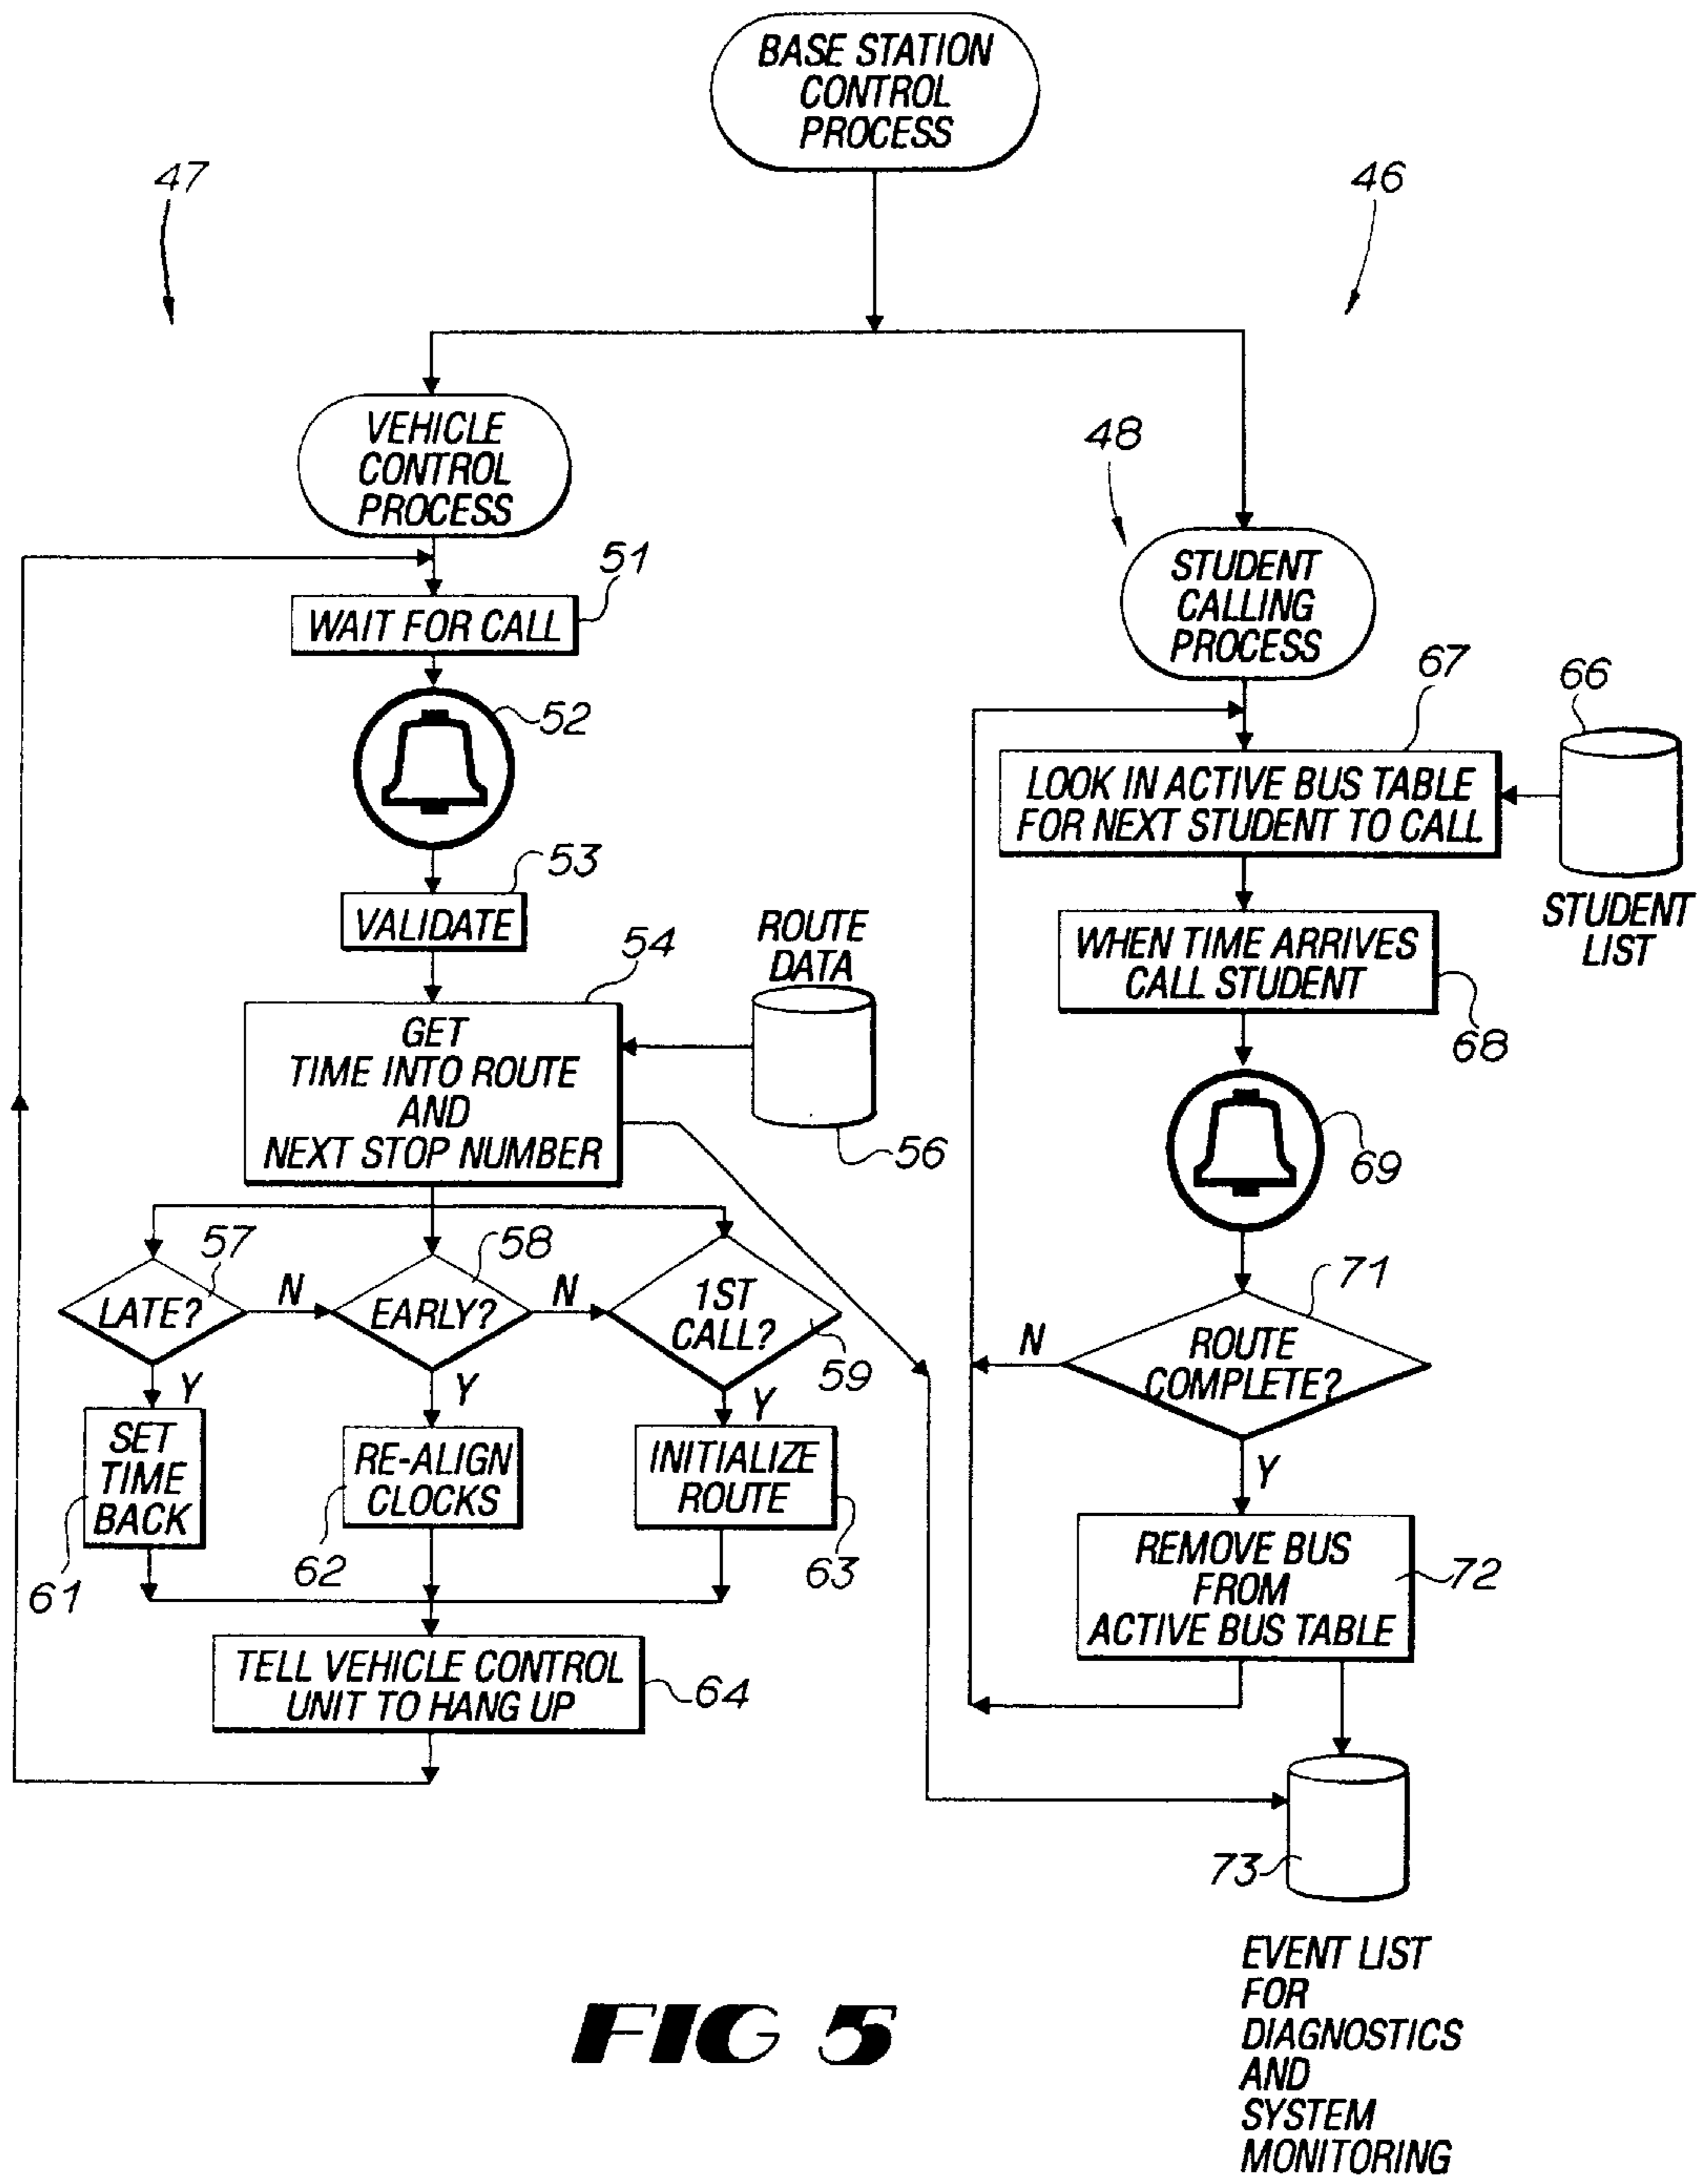 BASE STATION
CONTROL
PROCESS
47
46
VEHICLE
CONTROL
PROCESS
48
51
WAIT FOR CALL
STUDENT
CALLING
PROCESS
52
67
66
LOOK IN ACTIVE BUS TABLE
FOR NEXT STUDENT TO CALL
STUDENT
LIST
53
VALIDATE
WHEN TIME ARRIVES
CALL STUDENT
68
54
ROUTE
DATA
GET
TIME INTO ROUTE
AND
NEXT STOP NUMBER
56
69
57
58
LATE?
N
EARLY?
N
1ST
CALL?
59
71
ROUTE
COMPLETE?
N
Y
Y
Y
Y
SET
TIME
BACK
61
RE-ALIGN
CLOCKS
62
INITIALIZE
ROUTE
63
REMOVE BUS
FROM
ACTIVE BUS TABLE
72
TELL VEHICLE CONTROL
UNIT TO HANG UP
64
73
EVENT LIST
FOR
DIAGNOSTICS
AND
SYSTEM
MONITORING
FIG 5